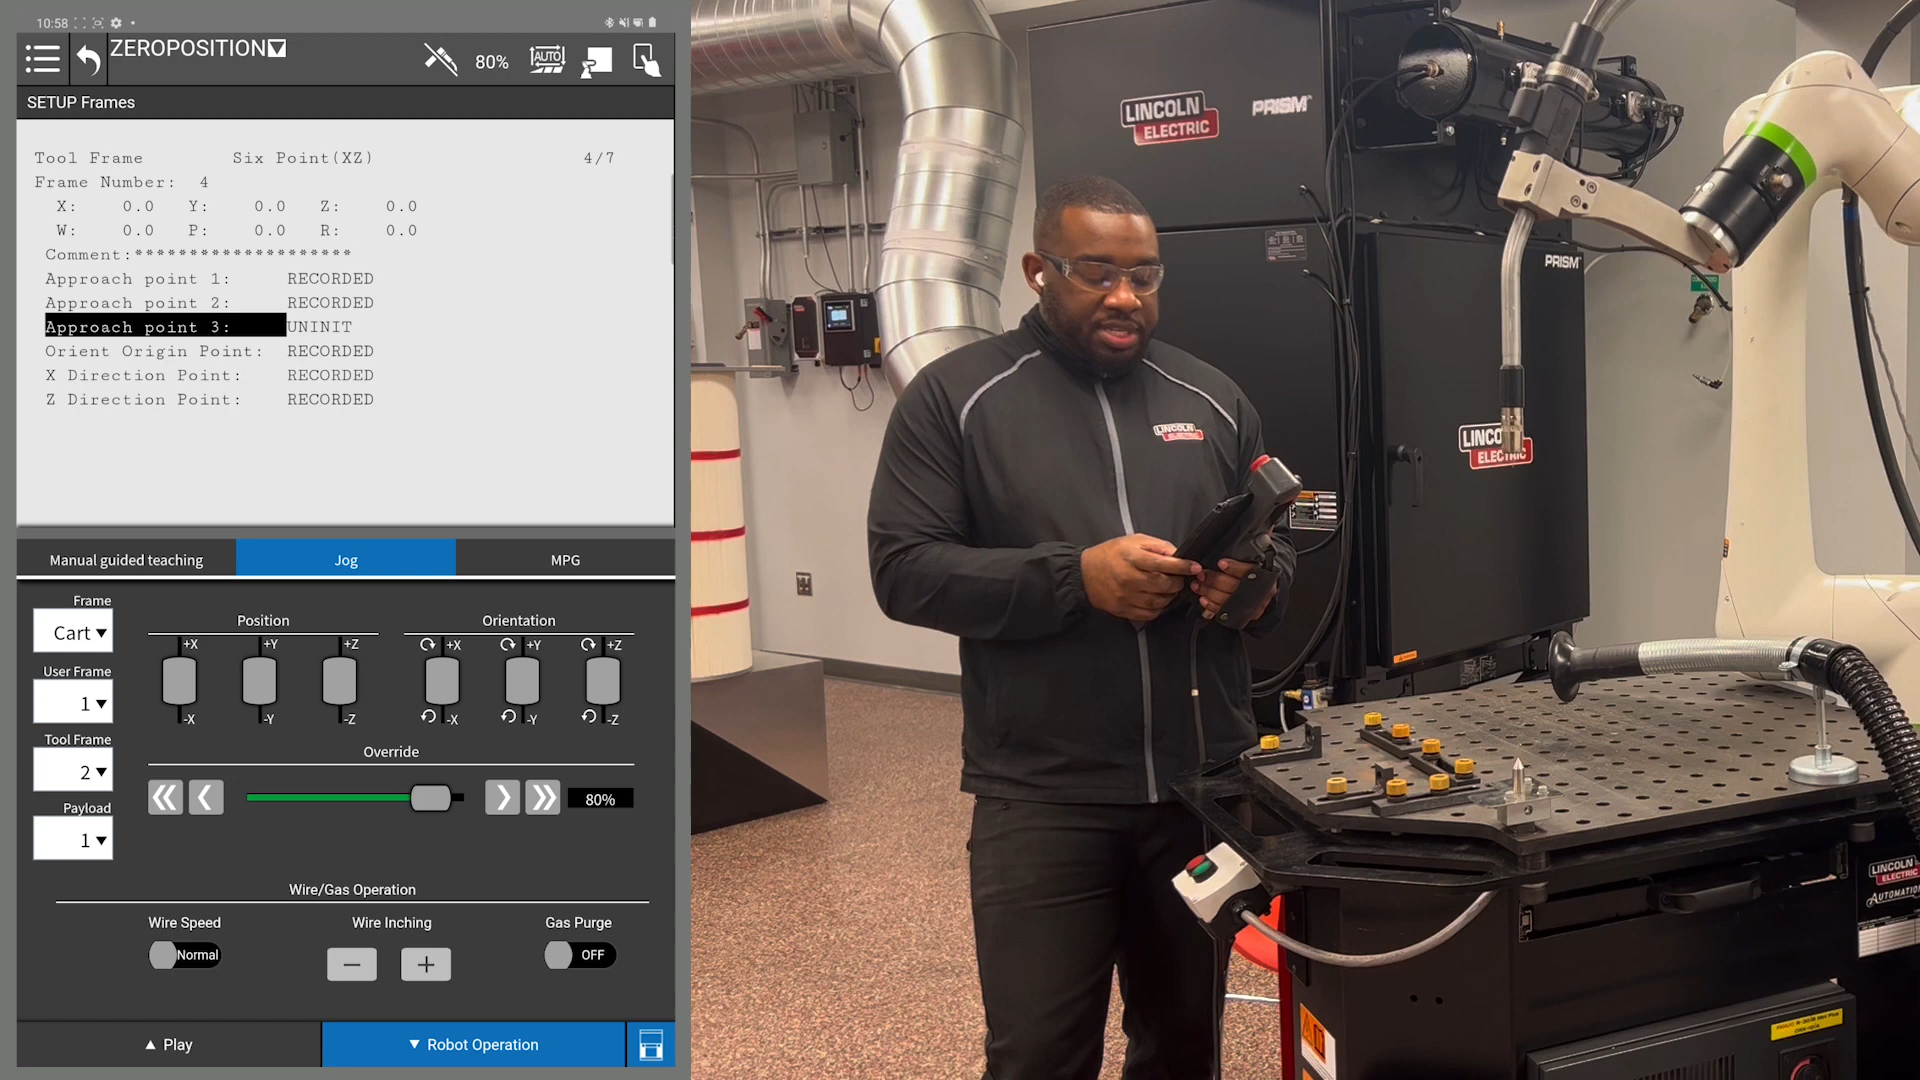 10:58
ZEROPOSITION
80%
AUTO
SETUP Frames
Tool Frame Six Point(XZ) 4/7
Frame Number: 4
X: 0.0 Y: 0.0 Z: 0.0
W: 0.0 P: 0.0 R: 0.0
Comment:********************
Approach point 1: RECORDED
Approach point 2: RECORDED
Approach point 3: UNINIT
Orient Origin Point: RECORDED
X Direction Point: RECORDED
Z Direction Point: RECORDED
Manual guided teaching Jog MPG
Frame
Cart
User Frame
1
Tool Frame
2
Payload
1
Position Orientation
+X +Y +Z +X +Y +Z
-X -Y -Z -X -Y -Z
Override
80%
Wire/Gas Operation
Wire Speed Wire Inching Gas Purge
Normal − + OFF
Play Robot Operation
LINCOLN
ELECTRIC
PRISM
PRISM
LINCOLN
ELECTRIC
LINCO
ELECTRIC
LINCOLN
ELECTRIC
AUTOMATION